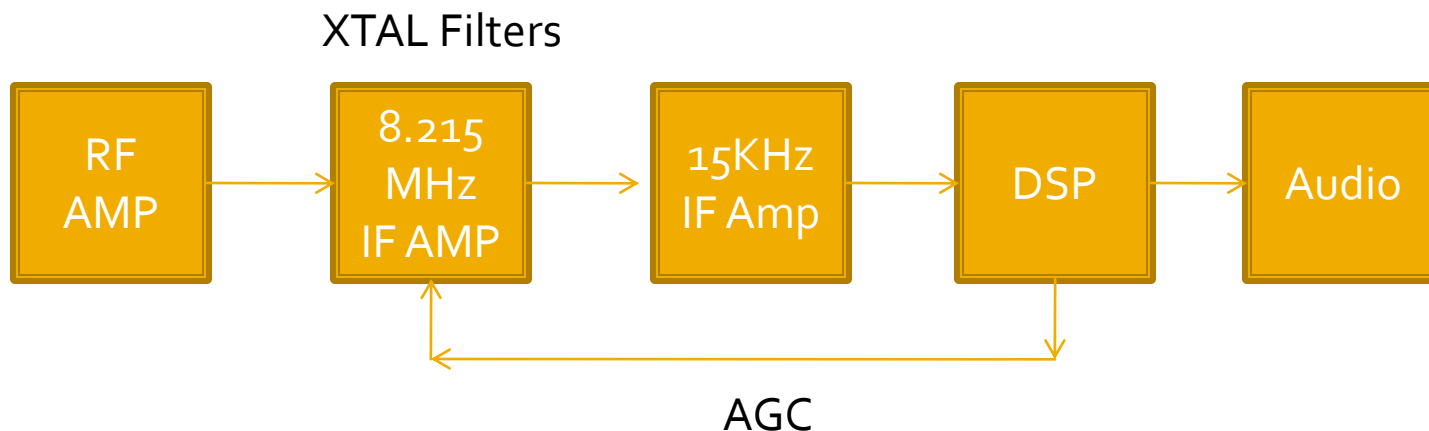 XTAL Filters
RF
AMP
8.215
MHz
IF AMP
15KHz
IF Amp
DSP
Audio
AGC